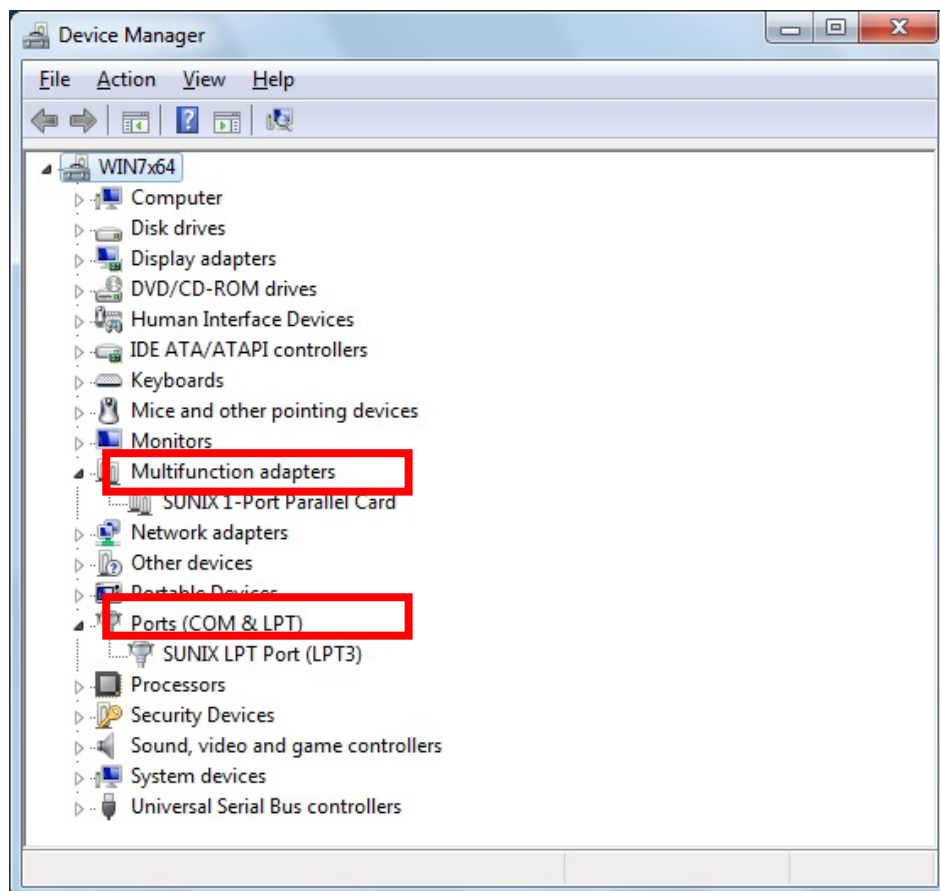 Device Manager
File Action View Help
WIN7x64
Computer
Disk drives
Display adapters
DVD/CD-ROM drives
Human Interface Devices
IDE ATA/ATAPI controllers
Keyboards
Mice and other pointing devices
Monitors
Multifunction adapters
SUNIX 1-Port Parallel Card
Network adapters
Other devices
Portable Devices
Ports (COM & LPT)
SUNIX LPT Port (LPT3)
Processors
Security Devices
Sound, video and game controllers
System devices
Universal Serial Bus controllers